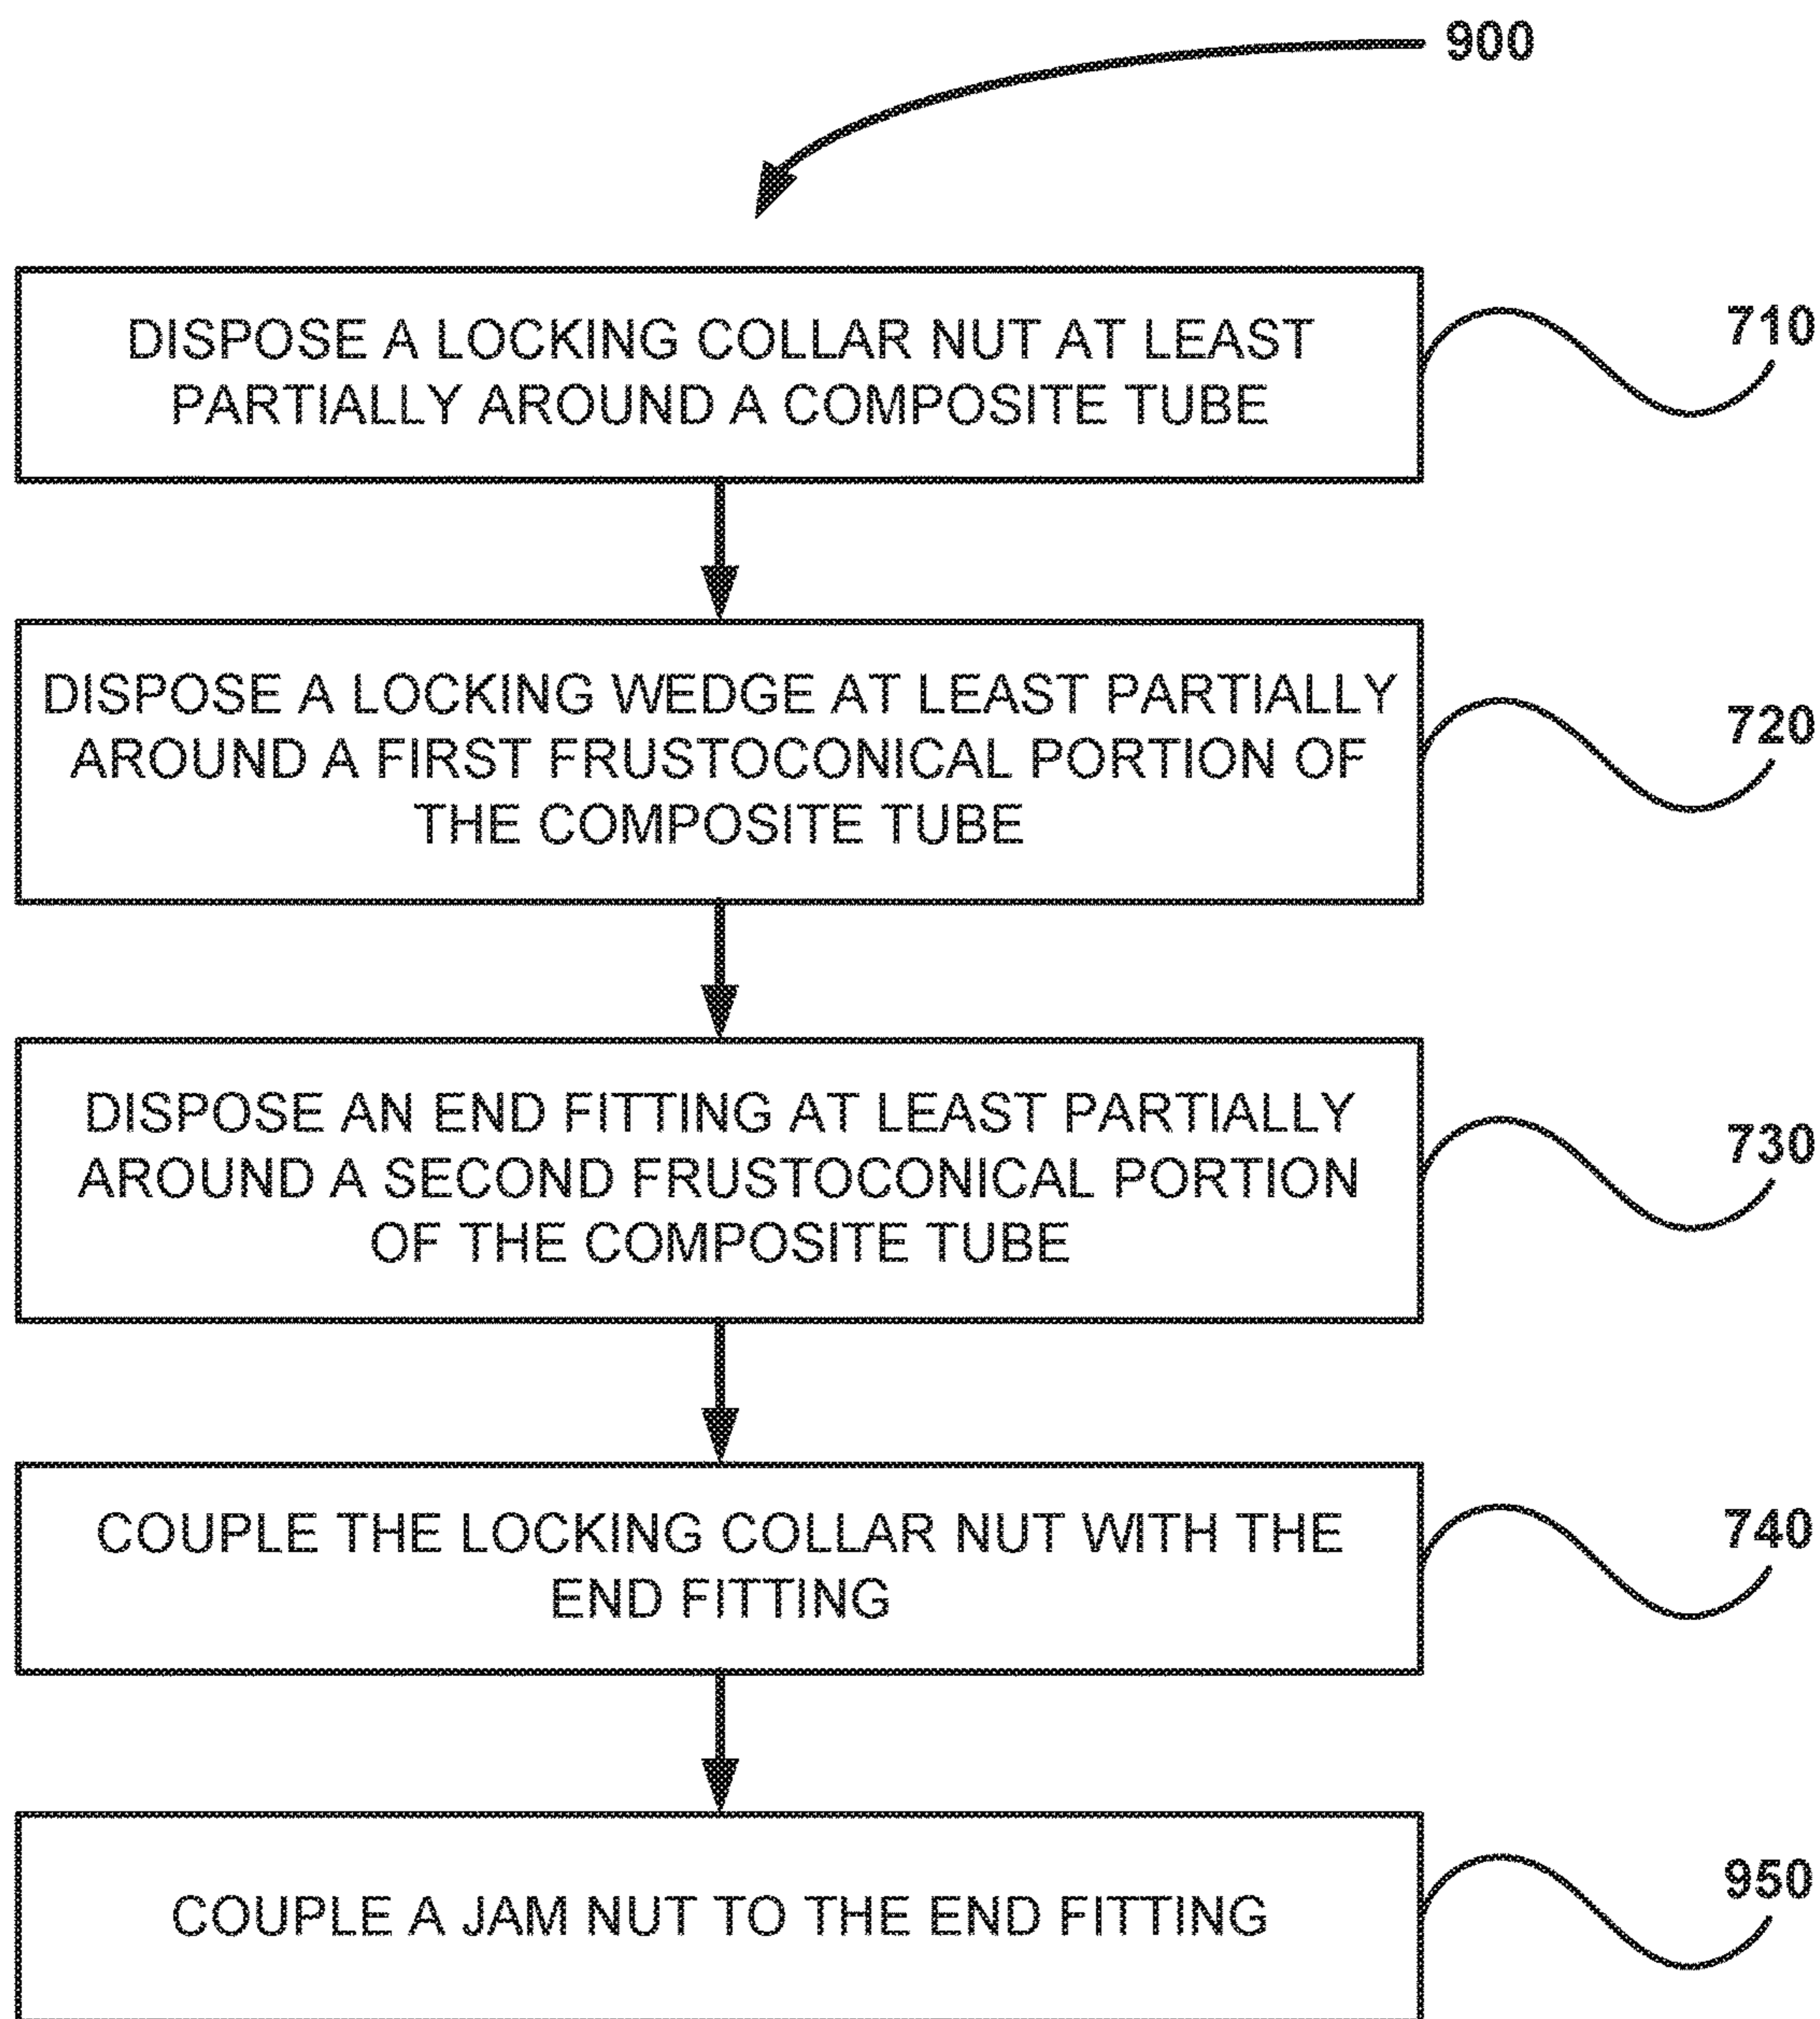 900
DISPOSE A LOCKING COLLAR NUT AT LEAST
PARTIALLY AROUND A COMPOSITE TUBE
710
DISPOSE A LOCKING WEDGE AT LEAST PARTIALLY
AROUND A FIRST FRUSTOCONICAL PORTION OF
THE COMPOSITE TUBE
720
DISPOSE AN END FITTING AT LEAST PARTIALLY
AROUND A SECOND FRUSTOCONICAL PORTION
OF THE COMPOSITE TUBE
730
COUPLE THE LOCKING COLLAR NUT WITH THE
END FITTING
740
COUPLE A JAM NUT TO THE END FITTING
950